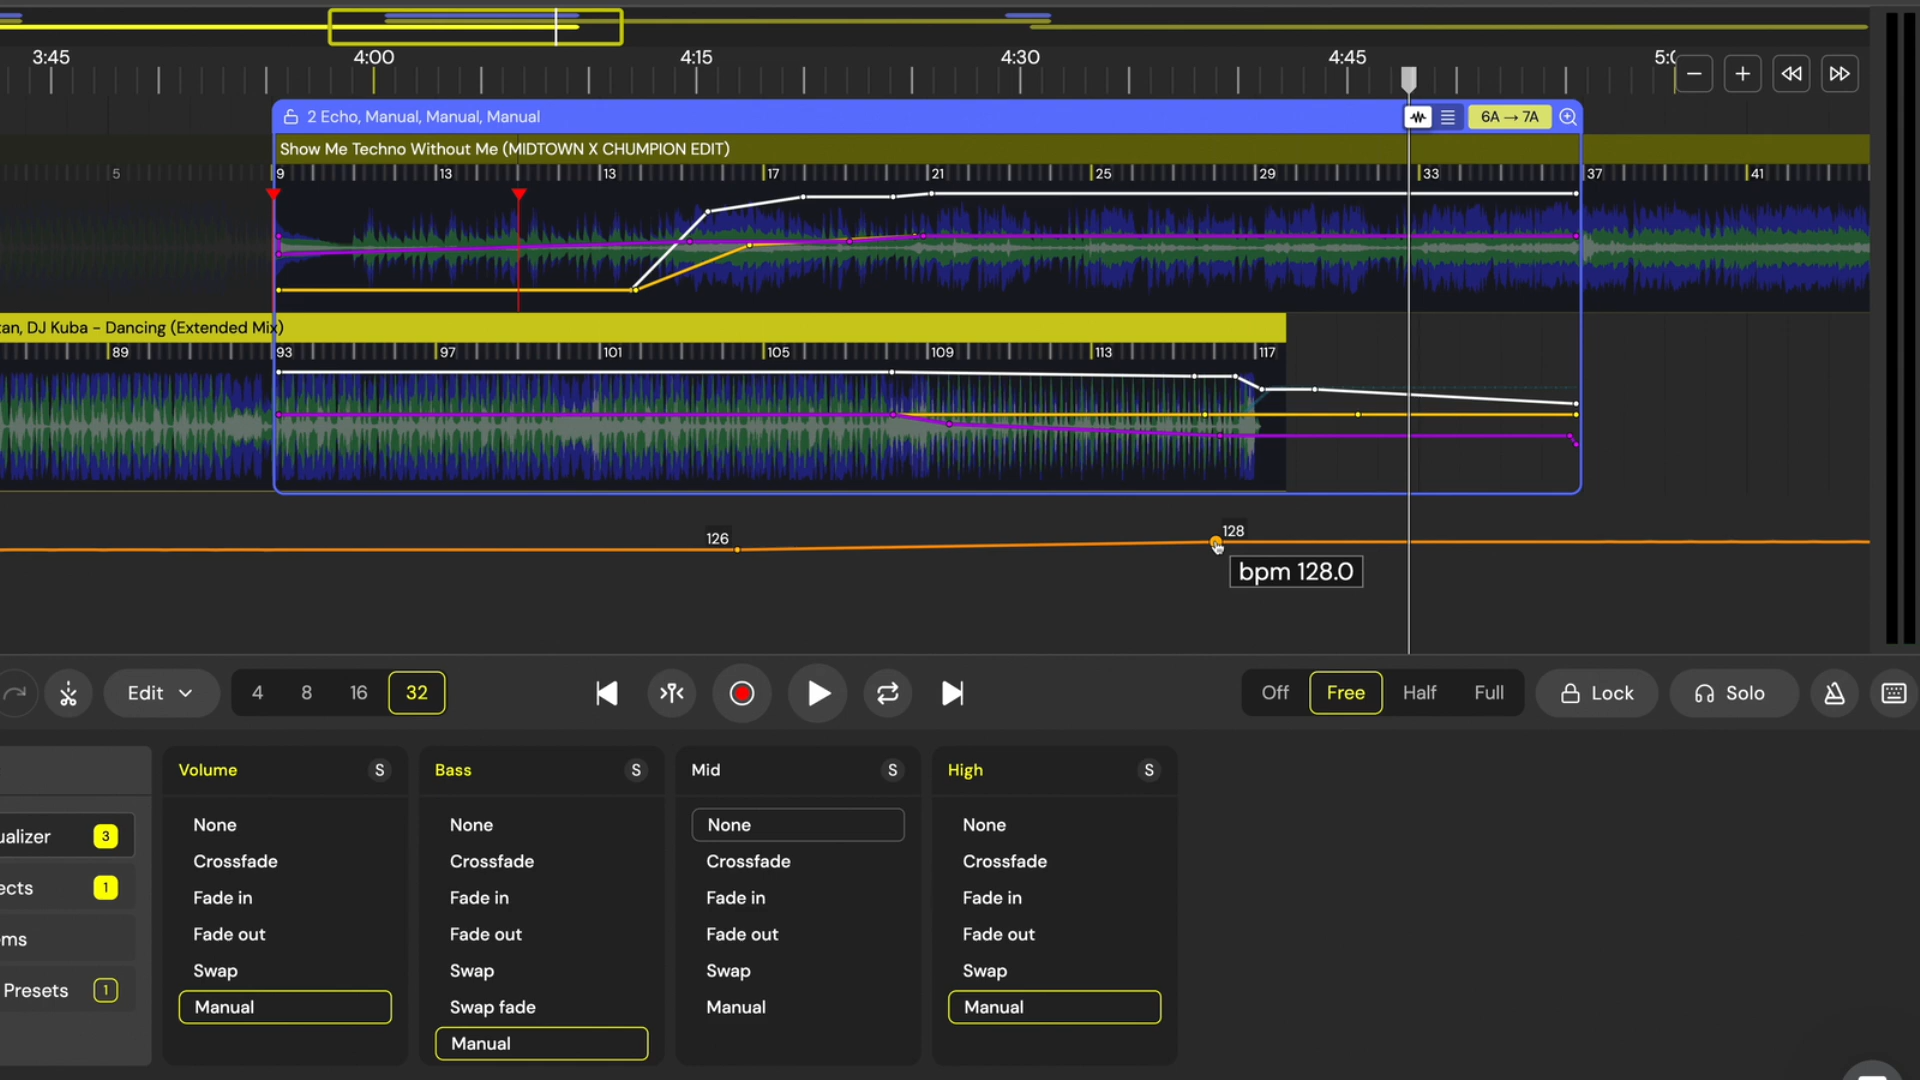 3:45 4:00 4:15 4:30 4:45
2 Echo, Manual, Manual, Manual 6A → 7A
Show Me Techno Without Me (MIDTOWN X CHUMPION EDIT)
5 9 13 13 17 21 25 29 33 37 41
DJ Kuba - Dancing (Extended Mix)
89 93 97 101 105 109 113 117
126 128
bpm 128.0
Edit 4 8 16 32 Off Free Half Full Lock Solo
Volume S Bass S Mid S High S
None None None None
Crossfade Crossfade Crossfade Crossfade
3
Fade in Fade in Fade in Fade in
1
Fade out Fade out Fade out Fade out
Swap Swap Swap Swap
Presets 1
Manual Swap fade Manual Manual
Manual